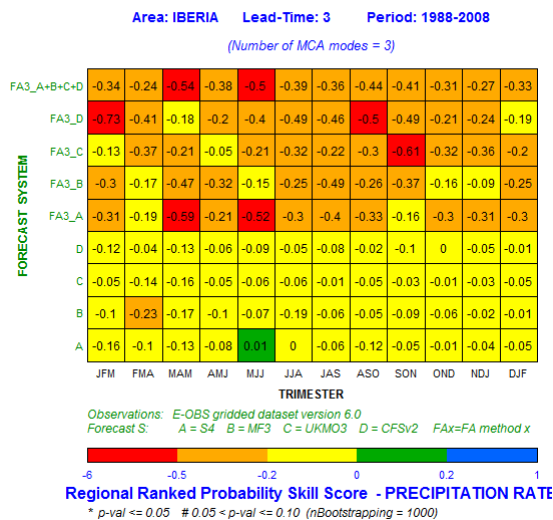 Area: IBERIA Lead-Time: 3 Period: 1988-2008
(Number of MCA modes = 3)
FORECAST SYSTEM
FA3_A+B+C+D -0.34 -0.24 -0.54 -0.38 -0.5 -0.39 -0.36 -0.44 -0.41 -0.31 -0.27 -0.33
FA3_D -0.73 -0.41 -0.18 -0.2 -0.4 -0.49 -0.46 -0.5 -0.49 -0.21 -0.24 -0.19
FA3_C -0.13 -0.37 -0.21 -0.05 -0.21 -0.32 -0.22 -0.3 -0.61 -0.32 -0.36 -0.2
FA3_B -0.3 -0.17 -0.47 -0.32 -0.15 -0.25 -0.49 -0.26 -0.37 -0.16 -0.09 -0.25
FA3_A -0.31 -0.19 -0.59 -0.21 -0.52 -0.3 -0.4 -0.33 -0.16 -0.3 -0.31 -0.3
D -0.12 -0.04 -0.13 -0.06 -0.09 -0.05 -0.08 -0.02 -0.1 0 -0.05 -0.01
C -0.05 -0.14 -0.16 -0.05 -0.06 -0.06 -0.01 -0.05 -0.03 -0.06 -0.04 -0.04
B -0.1 -0.23 -0.17 -0.1 -0.07 -0.19 -0.06 -0.05 -0.09 -0.06 -0.02 -0.01
A -0.16 -0.1 -0.13 -0.08 0.01 0 -0.06 -0.12 -0.05 -0.01 -0.04 -0.05
JFM FMA MAM AMJ MJJ JJA JAS ASO SON OND NDJ DJF
TRIMESTER
Observations: E-OBS gridded dataset version 6.0
Forecast S: A = S4 B = MF3 C = UKMO3 D = CFSv2 FAx=FA method x
-6 -0.5 -0.2 0 0.2 1
Regional Ranked Probability Skill Score - PRECIPITATION RATE
* p-val <= 0.05 # 0.05 < p-val <= 0.10 (nBootstrapping = 1000)